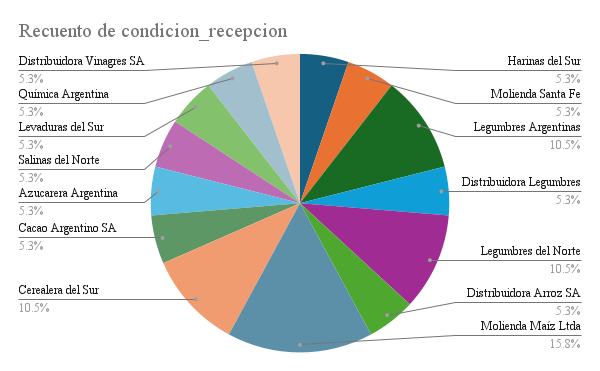 Recuento de condicion_recepcion
Distribuidora Vinagres SA
5.3%
Química Argentina
5.3%
Levaduras del Sur
5.3%
Salinas del Norte
5.3%
Azucarera Argentina
5.3%
Cacao Argentino SA
5.3%
Cerealera del Sur
10.5%
Harinas del Sur
5.3%
Molienda Santa Fe
5.3%
Legumbres Argentinas
10.5%
Distribuidora Legumbres
5.3%
Legumbres del Norte
10.5%
Distribuidora Arroz SA
5.3%
Molienda Maíz Ltda
15.8%